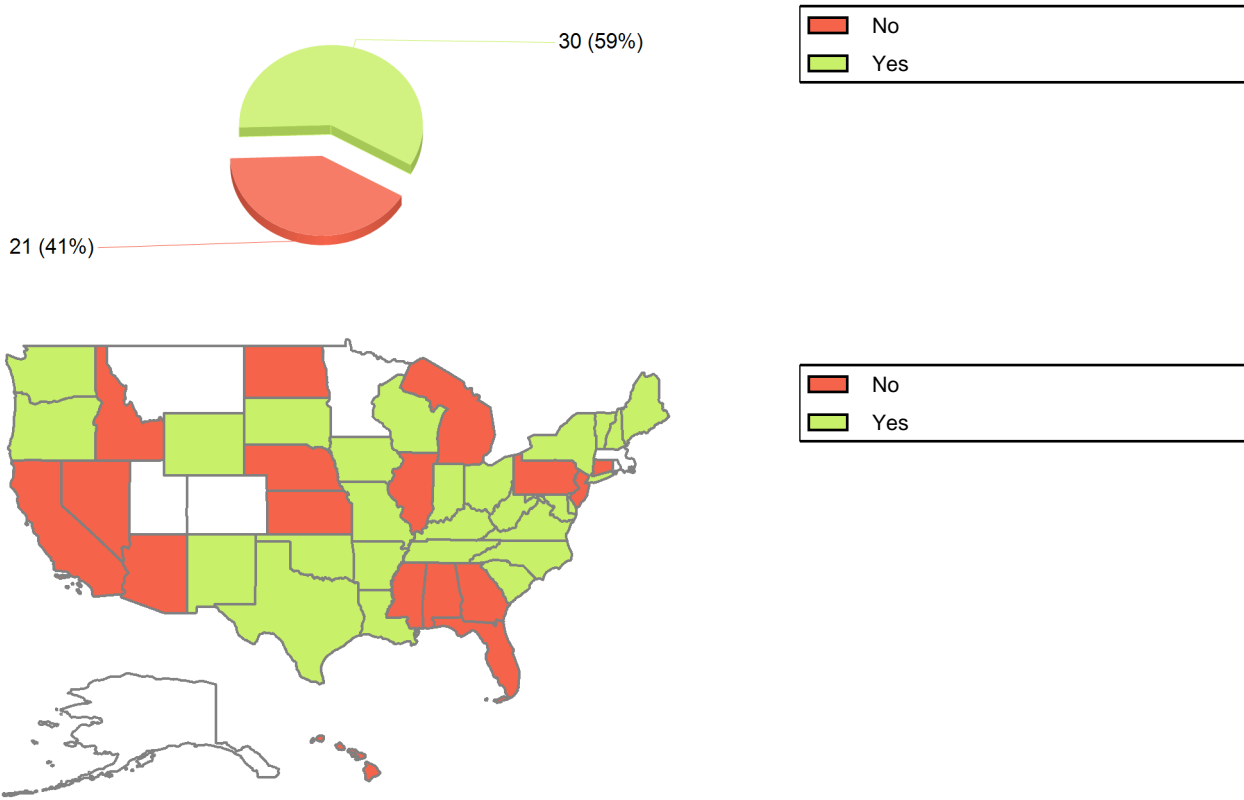 30 (59%)
21 (41%)
No
Yes
No
Yes